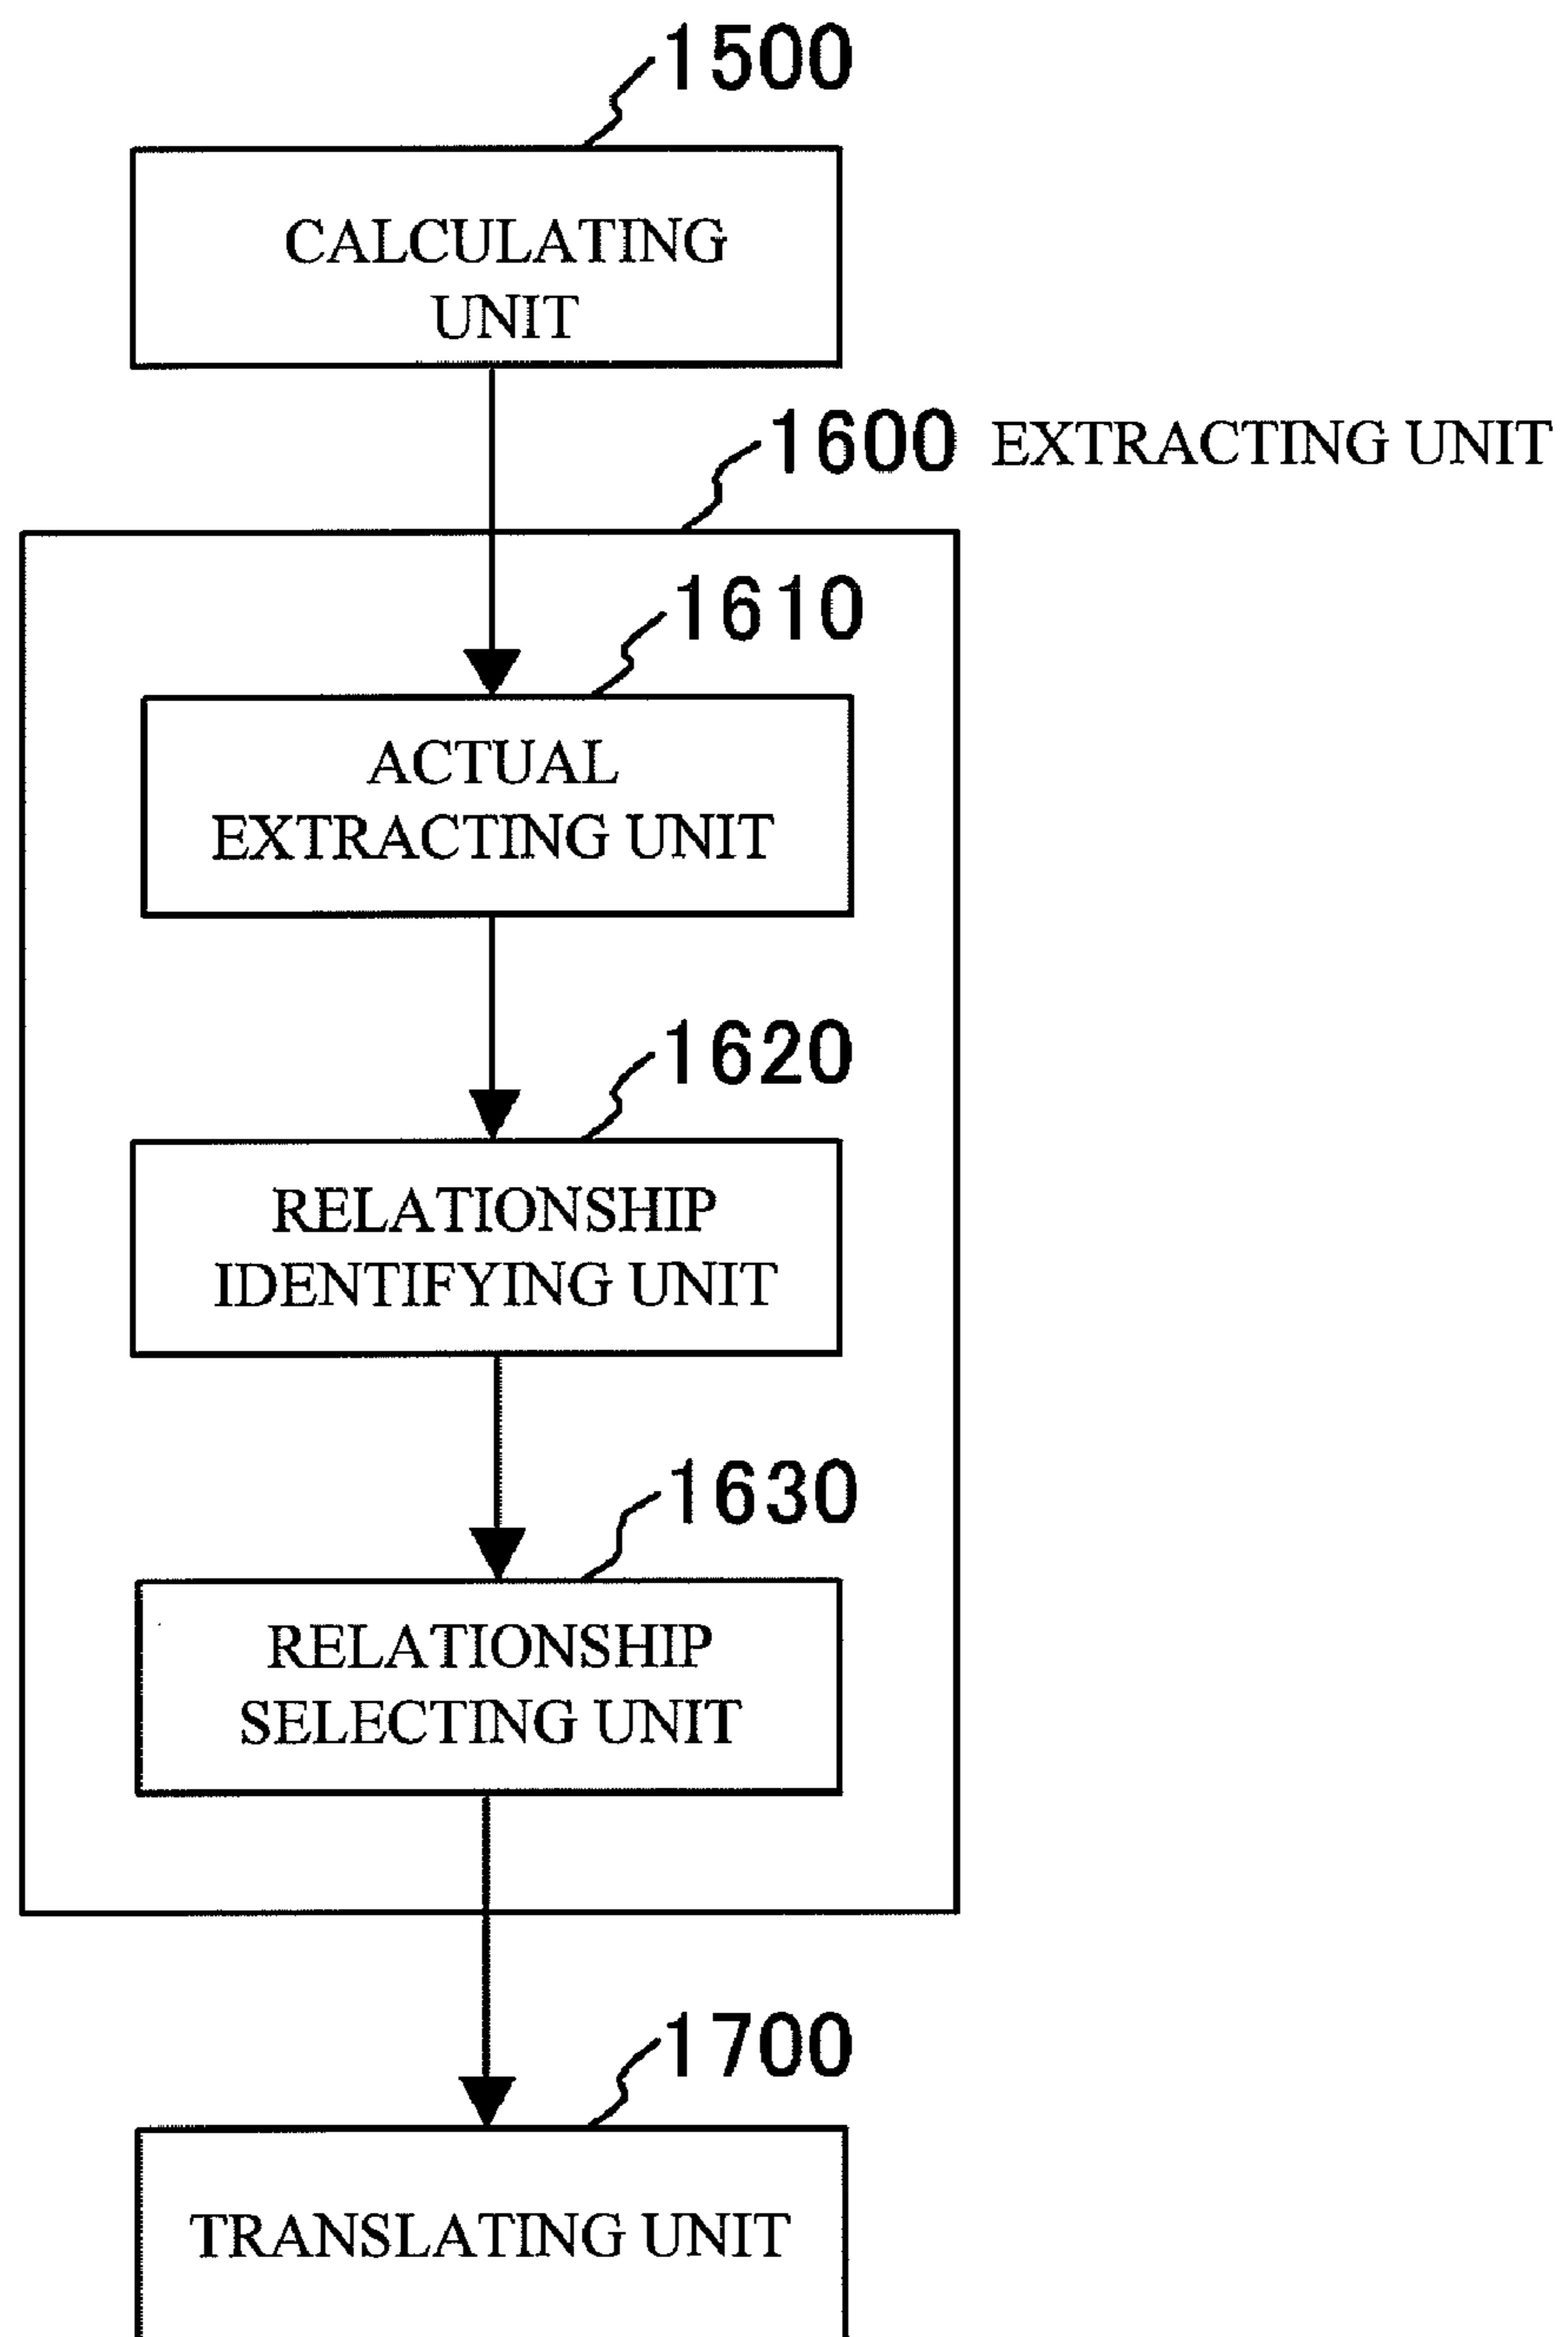 1500
CALCULATING
UNIT
1600 EXTRACTING UNIT
1610
ACTUAL
EXTRACTING UNIT
1620
RELATIONSHIP
IDENTIFYING UNIT
1630
RELATIONSHIP
SELECTING UNIT
1700
TRANSLATING UNIT